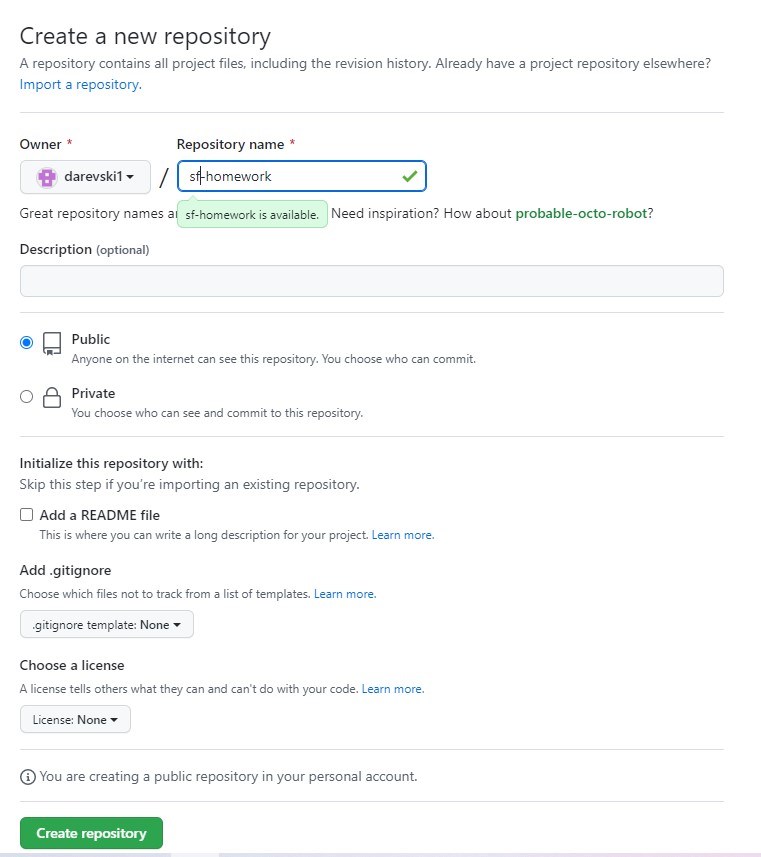 Create a new repository
A repository contains all project files, including the revision history. Already have a project repository elsewhere?
Import a repository.
Owner *
Repository name *
darevski1
/
sf-homework
Great repository names a
sf-homework is available.
Need inspiration? How about probable-octo-robot?
Description (optional)
Public
Anyone on the internet can see this repository. You choose who can commit.
Private
You choose who can see and commit to this repository.
Initialize this repository with:
Skip this step if you're importing an existing repository.
Add a README file
This is where you can write a long description for your project. Learn more.
Add .gitignore
Choose which files not to track from a list of templates. Learn more.
.gitignore template: None
Choose a license
A license tells others what they can and can't do with your code. Learn more.
License: None
You are creating a public repository in your personal account.
Create repository